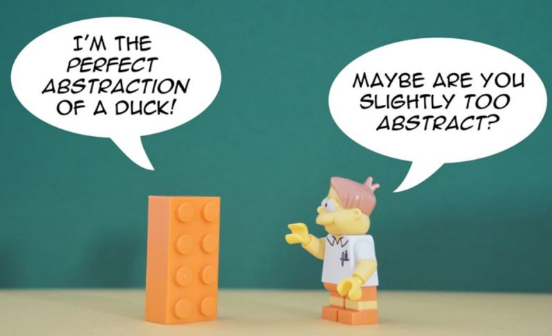 I'M THE
PERFECT
ABSTRACTION
OF A DUCK!
MAYBE ARE YOU
SLIGHTLY TOO
ABSTRACT?